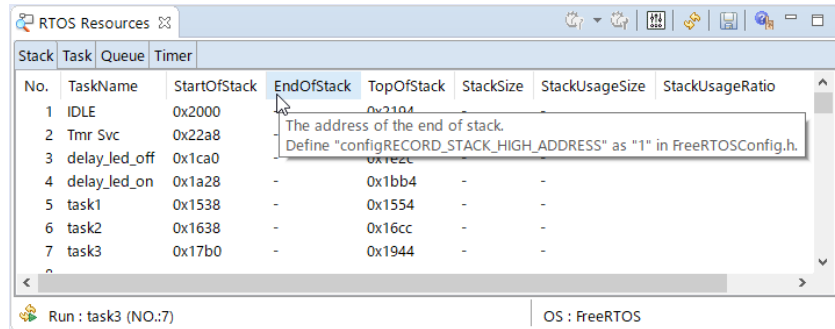 RTOS Resources
Stack Task Queue Timer
No. TaskName StartOfStack EndOfStack TopOfStack StackSize StackUsageSize StackUsageRatio
1 IDLE 0x2000 0x2194 -
The address of the end of stack.
Define "configRECORD_STACK_HIGH_ADDRESS" as "1" in FreeRTOSConfig.h.
2 Tmr Svc 0x22a8 -
3 delay_led_off 0x1ca0 - 0x1e2c - -
4 delay_led_on 0x1a28 - 0x1bb4 - -
5 task1 0x1538 - 0x1554 - -
6 task2 0x1638 - 0x16cc - -
7 task3 0x17b0 - 0x1944 - -
Run : task3 (NO.:7) OS : FreeRTOS